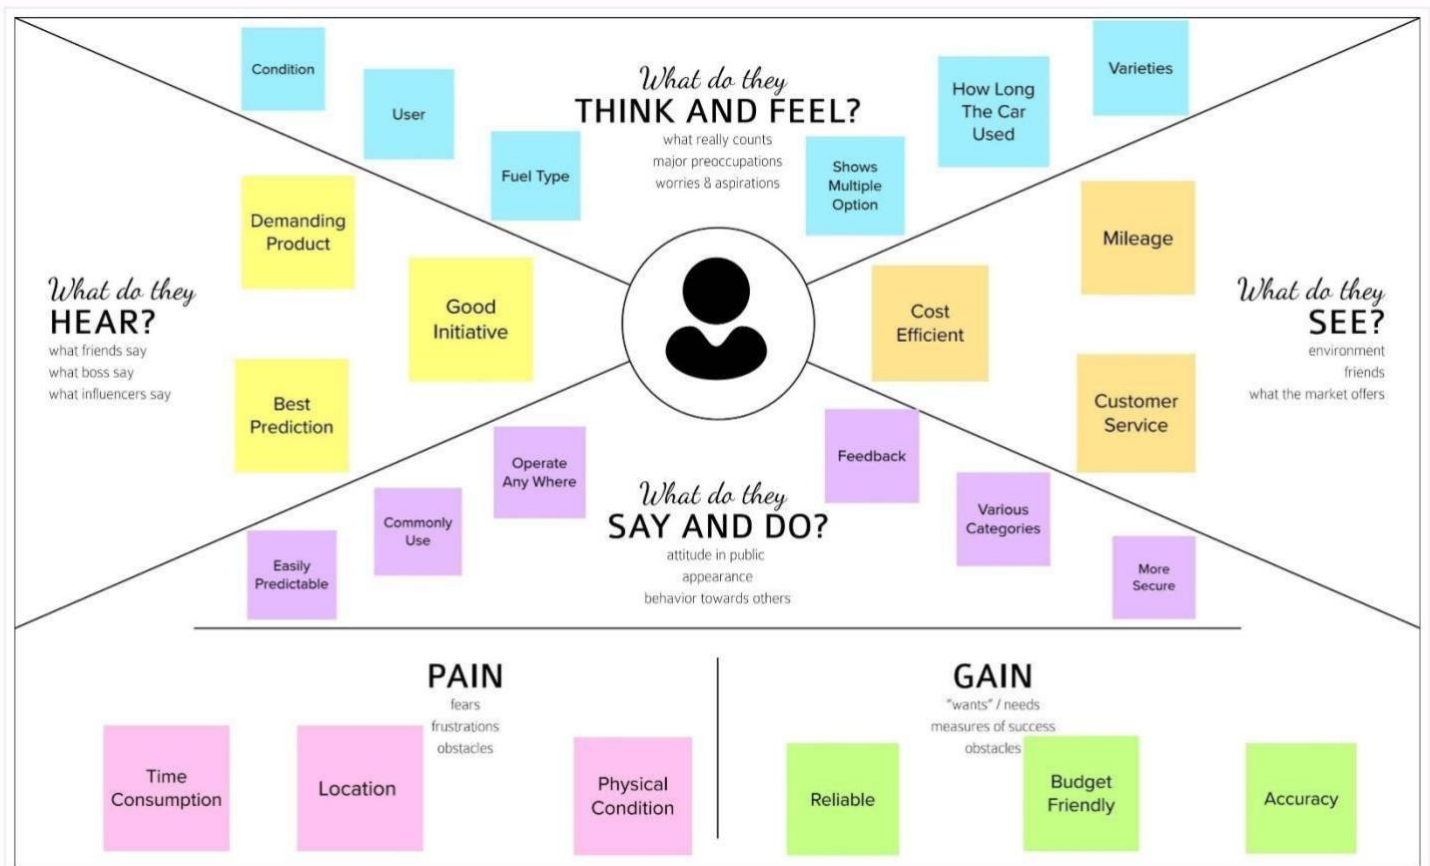 What do they
THINK AND FEEL?
what really counts
major preoccupations
worries & aspirations
Condition
User
Fuel Type
Shows
Multiple
Option
How Long
The Car
Used
Varieties
What do they
HEAR?
what friends say
what boss say
what influencers say
Demanding
Product
Good
Initiative
Best
Prediction
What do they
SEE?
environment
friends
what the market offers
Mileage
Cost
Efficient
Customer
Service
What do they
SAY AND DO?
attitude in public
appearance
behavior towards others
Easily
Predictable
Commonly
Use
Operate
Any Where
Feedback
Various
Categories
More
Secure
PAIN
fears
frustrations
obstacles
Time
Consumption
Location
Physical
Condition
GAIN
"wants" / needs
measures of success
obstacles
Reliable
Budget
Friendly
Accuracy